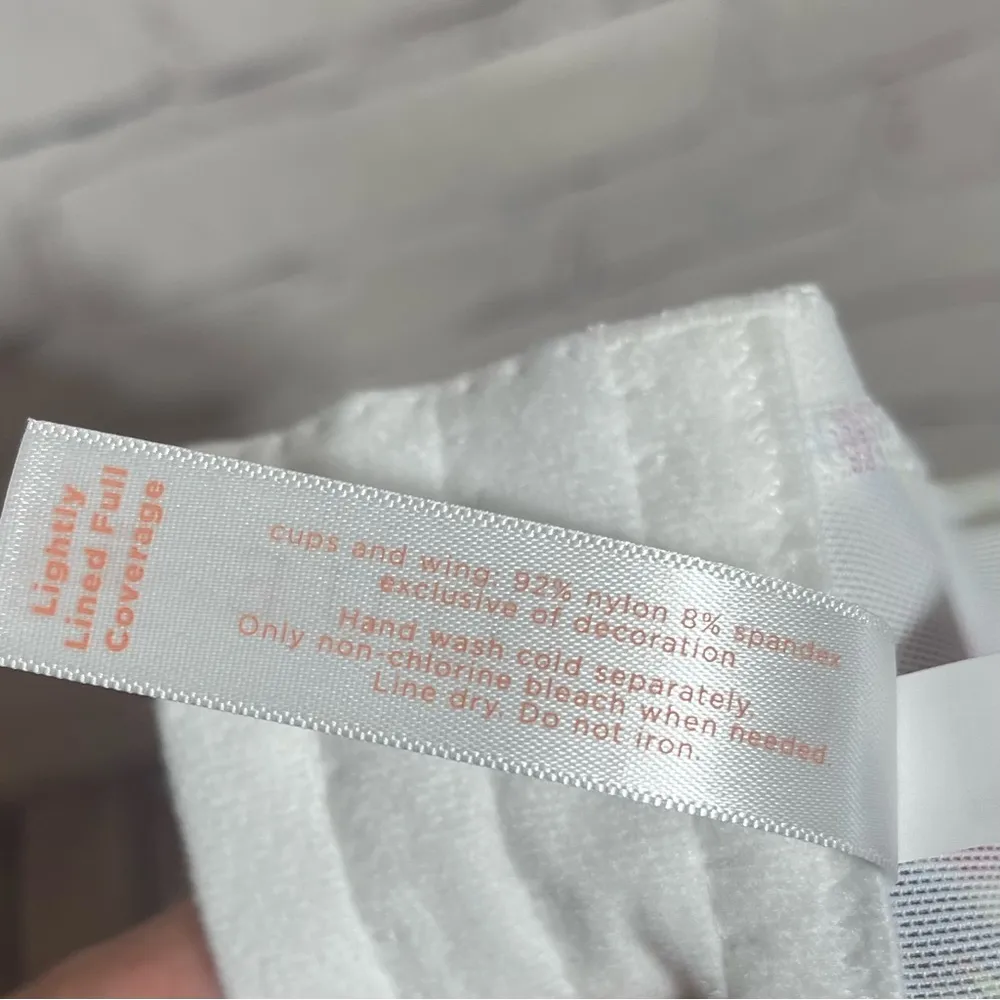 Lightly
Lined Full
Coverage
cups and wing: 92% nylon 8% spandex
exclusive of decoration
Hand wash cold separately.
Only non-chlorine bleach when needed
Line dry. Do not iron.